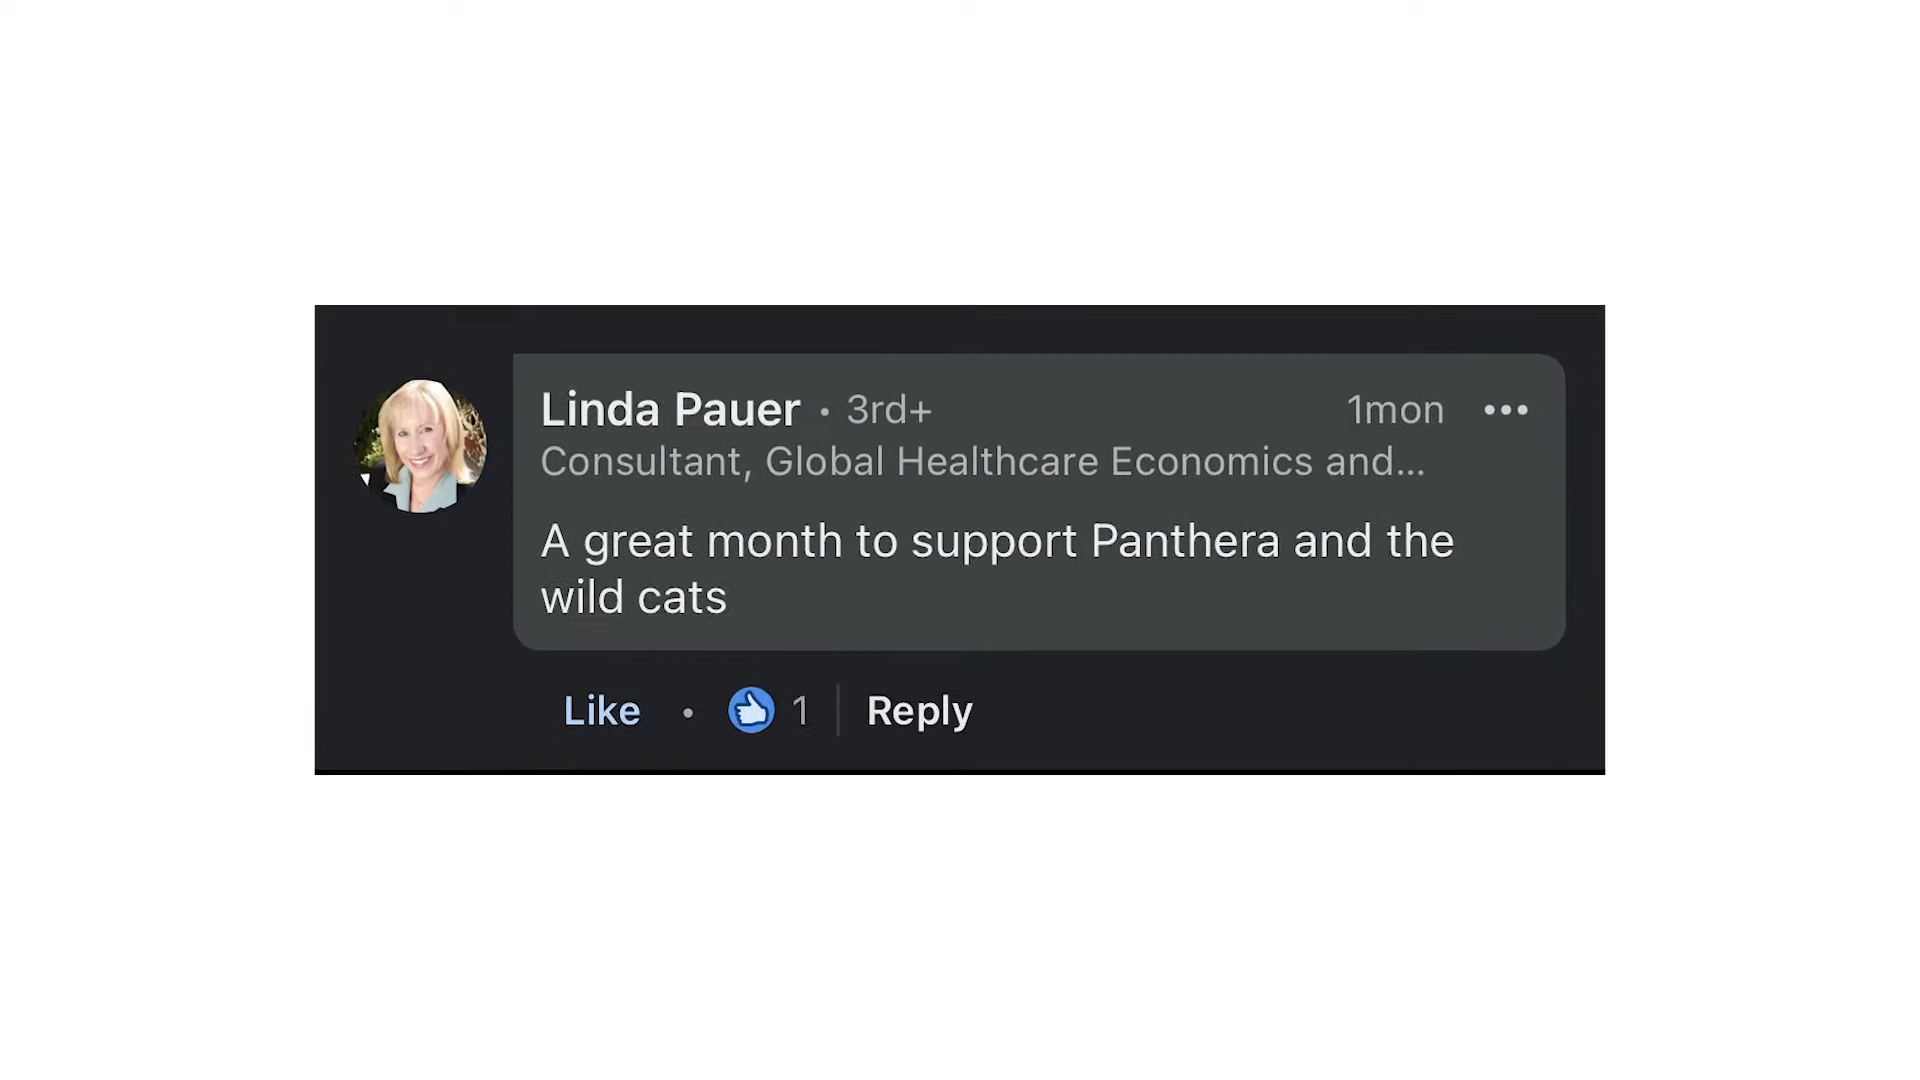 Linda Pauer • 3rd+ 1mon •••
Consultant, Global Healthcare Economics and...
A great month to support Panthera and the
wild cats
Like • 1 Reply